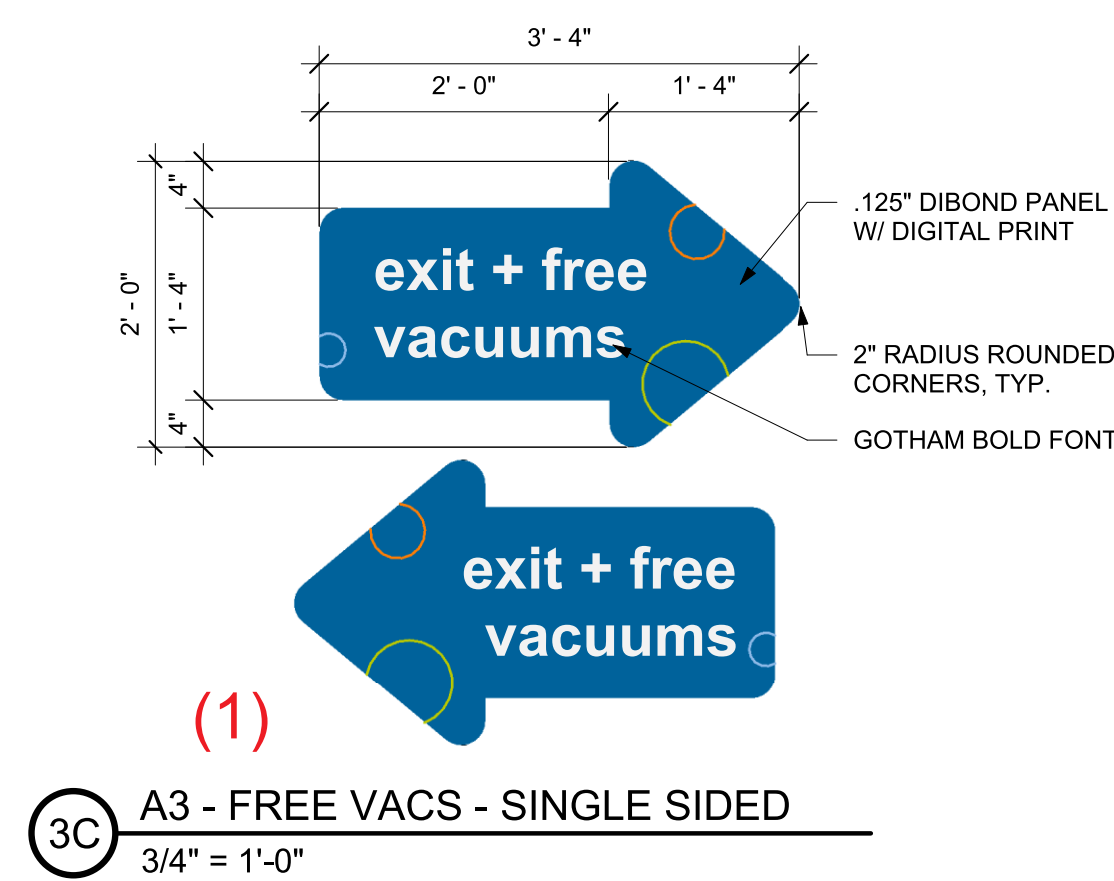 3' - 4"
2' - 0"
1' - 4"
4"
2' - 0"
1' - 4"
4"
exit + free
vacuums
.125" DIBOND PANEL
W/ DIGITAL PRINT
2" RADIUS ROUNDED
CORNERS, TYP.
GOTHAM BOLD FONT
exit + free
vacuums
(1)
3C
A3 - FREE VACS - SINGLE SIDED
3/4" = 1'-0"